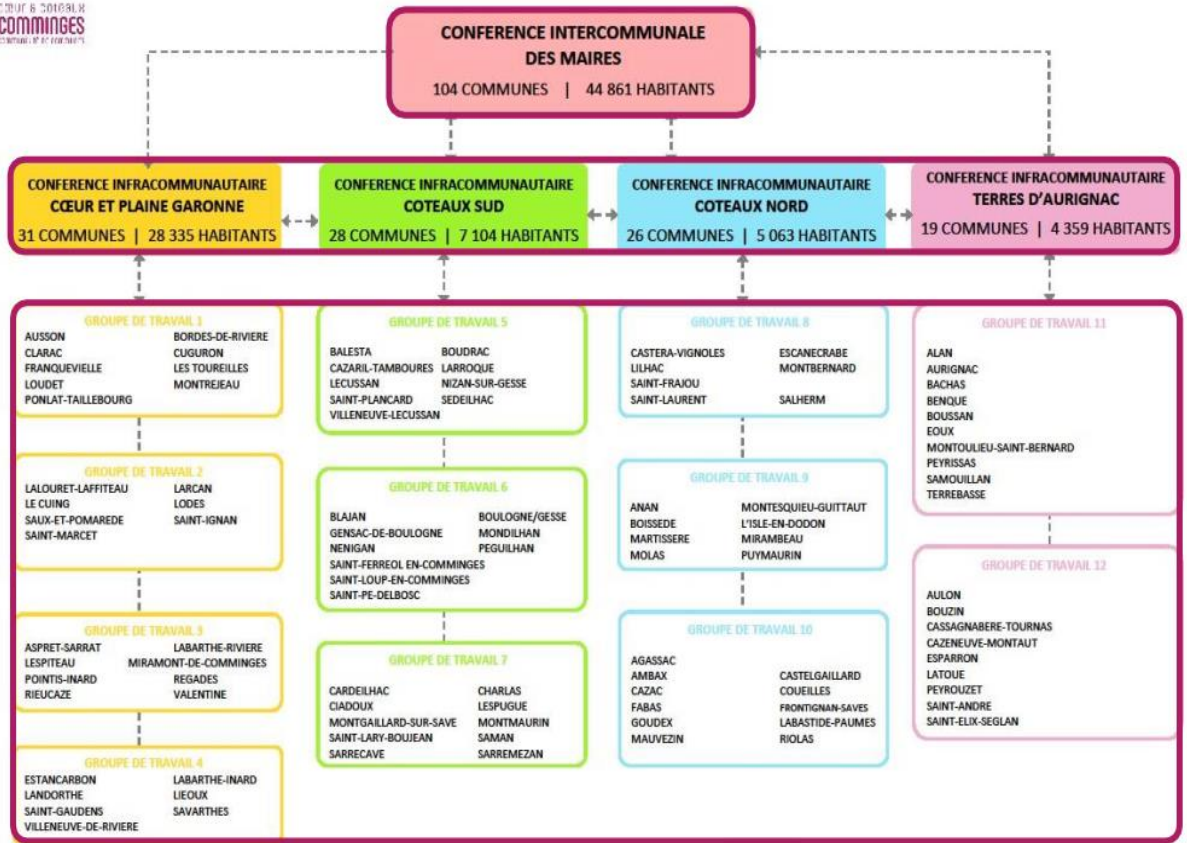 CŒUR & COTEAUX
COMMINGES
CONFERENCE INTERCOMMUNALE
DES MAIRES
104 COMMUNES | 44 861 HABITANTS
CONFERENCE INFRACOMMUNAUTAIRE
CŒUR ET PLAINE GARONNE
31 COMMUNES | 28 335 HABITANTS
CONFERENCE INFRACOMMUNAUTAIRE
COTEAUX SUD
28 COMMUNES | 7 104 HABITANTS
CONFERENCE INFRACOMMUNAUTAIRE
COTEAUX NORD
26 COMMUNES | 5 063 HABITANTS
CONFERENCE INFRACOMMUNAUTAIRE
TERRES D'AURIGNAC
19 COMMUNES | 4 359 HABITANTS
GROUPE DE TRAVAIL 1
AUSSON BORDES-DE-RIVIERE
CLARAC CUGURON
FRANQUEVIELLE LES TOUREILLES
LOUDET MONTREJEAU
PONLAT-TAILLEBOURG
GROUPE DE TRAVAIL 2
LALOURET-LAFFITEAU LARCAN
LE CUING LODES
SAUX-ET-POMAREDE SAINT-IGNAN
SAINT-MARCET
GROUPE DE TRAVAIL 3
ASPRET-SARRAT LABARTHE-RIVIERE
LESPITEAU MIRAMONT-DE-COMMINGES
POINTIS-INARD REGADES
RIEUCAZE VALENTINE
GROUPE DE TRAVAIL 4
ESTANCARBON LABARTHE-INARD
LANDORTHE LIEOUX
SAINT-GAUDENS SAVARTHES
VILLENEUVE-DE-RIVIERE
GROUPE DE TRAVAIL 5
BALESTA BOUDRAC
CAZARIL-TAMBOURES LARROQUE
LECUSSAN NIZAN-SUR-GESSE
SAINT-PLANCARD SEDEILHAC
VILLENEUVE-LECUSSAN
GROUPE DE TRAVAIL 6
BLAJAN BOULOGNE/GESSE
GENSAC-DE-BOULOGNE MONDILHAN
NENIGAN PEGUILHAN
SAINT-FERREOL EN-COMMINGES
SAINT-LOUP-EN-COMMINGES
SAINT-PE-DELBOSC
GROUPE DE TRAVAIL 7
CARDEILHAC CHARLAS
CIADOUX LESPUGUE
MONTGAILLARD-SUR-SAVE MONTMAURIN
SAINT-LARY-BOUJEAN SAMAN
SARRECAVE SARREMEZAN
GROUPE DE TRAVAIL 8
CASTERA-VIGNOLES ESCANECRABE
LILHAC MONTBERNARD
SAINT-FRAJOU
SAINT-LAURENT SALHERM
GROUPE DE TRAVAIL 9
ANAN MONTESQUIEU-GUITTAUT
BOISSEDE L'ISLE-EN-DODON
MARTISSERE MIRAMBEAU
MOLAS PUYMAURIN
GROUPE DE TRAVAIL 10
AGASSAC
AMBAX CASTELGAILLARD
CAZAC COUEILLES
FABAS FRONTIGNAN-SAVES
GOUDEX LABASTIDE-PAUMES
MAUVEZIN RIOLAS
GROUPE DE TRAVAIL 11
ALAN
AURIGNAC
BACHAS
BENQUE
BOUSSAN
EOUX
MONTOULIEU-SAINT-BERNARD
PEYRISSAS
SAMOUILLAN
TERREBASSE
GROUPE DE TRAVAIL 12
AULON
BOUZIN
CASSAGNABERE-TOURNAS
CAZENEUVE-MONTAUT
ESPARRON
LATOUE
PEYROUZET
SAINT-ANDRE
SAINT-ELIX-SEGLAN